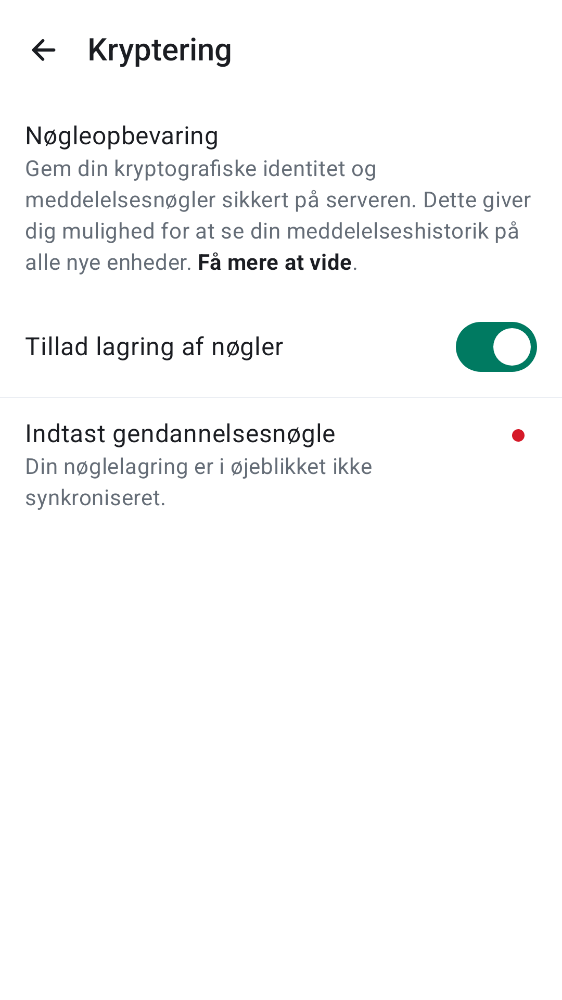 Kryptering
Nøgleopbevaring
Gem din kryptografiske identitet og
meddelelsesnøgler sikkert på serveren. Dette giver
dig mulighed for at se din meddelelseshistorik på
alle nye enheder. Få mere at vide.
Tillad lagring af nøgler
Indtast gendannelsesnøgle
Din nøglelagring er i øjeblikket ikke
synkroniseret.